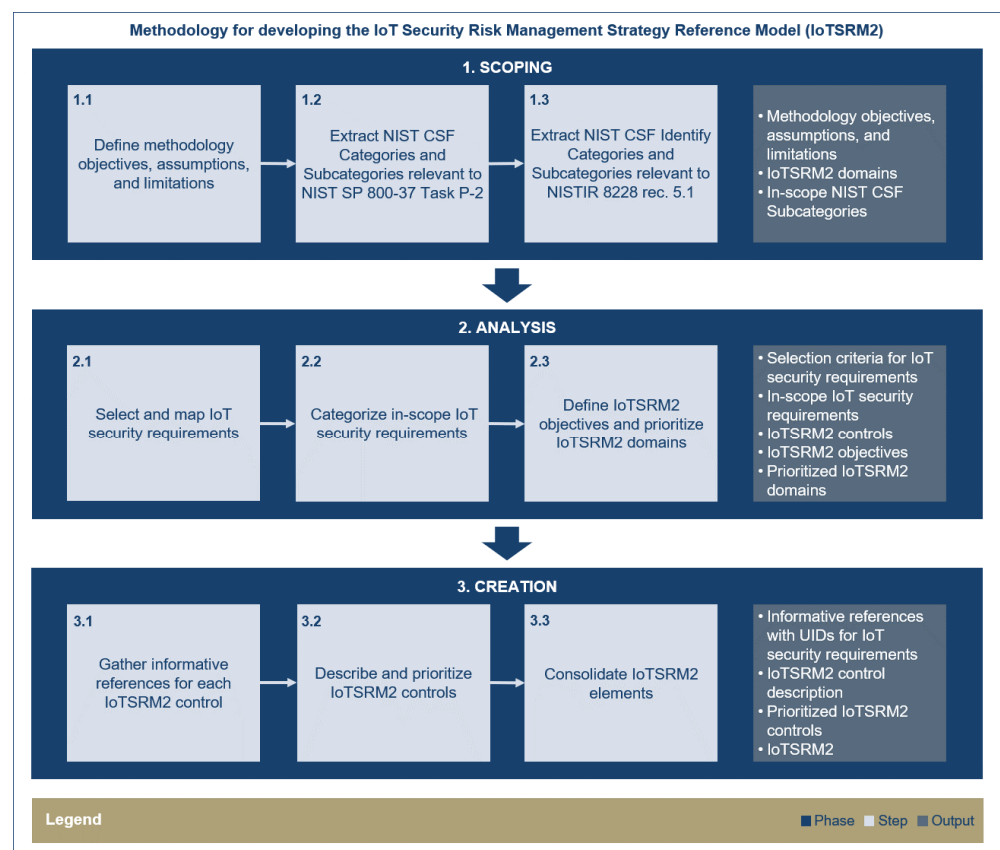 Methodology for developing the IoT Security Risk Management Strategy Reference Model (IoTSRM2)
1. SCOPING
1.1
Define methodology
objectives, assumptions,
and limitations
1.2
Extract NIST CSF
Categories and
Subcategories relevant to
NIST SP 800-37 Task P-2
1.3
Extract NIST CSF Identify
Categories and
Subcategories relevant to
NISTIR 8228 rec. 5.1
• Methodology objectives,
assumptions, and
limitations
• IoTSRM2 domains
• In-scope NIST CSF
Subcategories
2. ANALYSIS
2.1
Select and map IoT
security requirements
2.2
Categorize in-scope IoT
security requirements
2.3
Define IoTSRM2
objectives and prioritize
IoTSRM2 domains
• Selection criteria for IoT
security requirements
• In-scope IoT security
requirements
• IoTSRM2 controls
• IoTSRM2 objectives
• Prioritized IoTSRM2
domains
3. CREATION
3.1
Gather informative
references for each
IoTSRM2 control
3.2
Describe and prioritize
IoTSRM2 controls
3.3
Consolidate IoTSRM2
elements
• Informative references
with UIDs for IoT
security requirements
• IoTSRM2 control
description
• Prioritized IoTSRM2
controls
• IoTSRM2
Legend
Phase Step Output